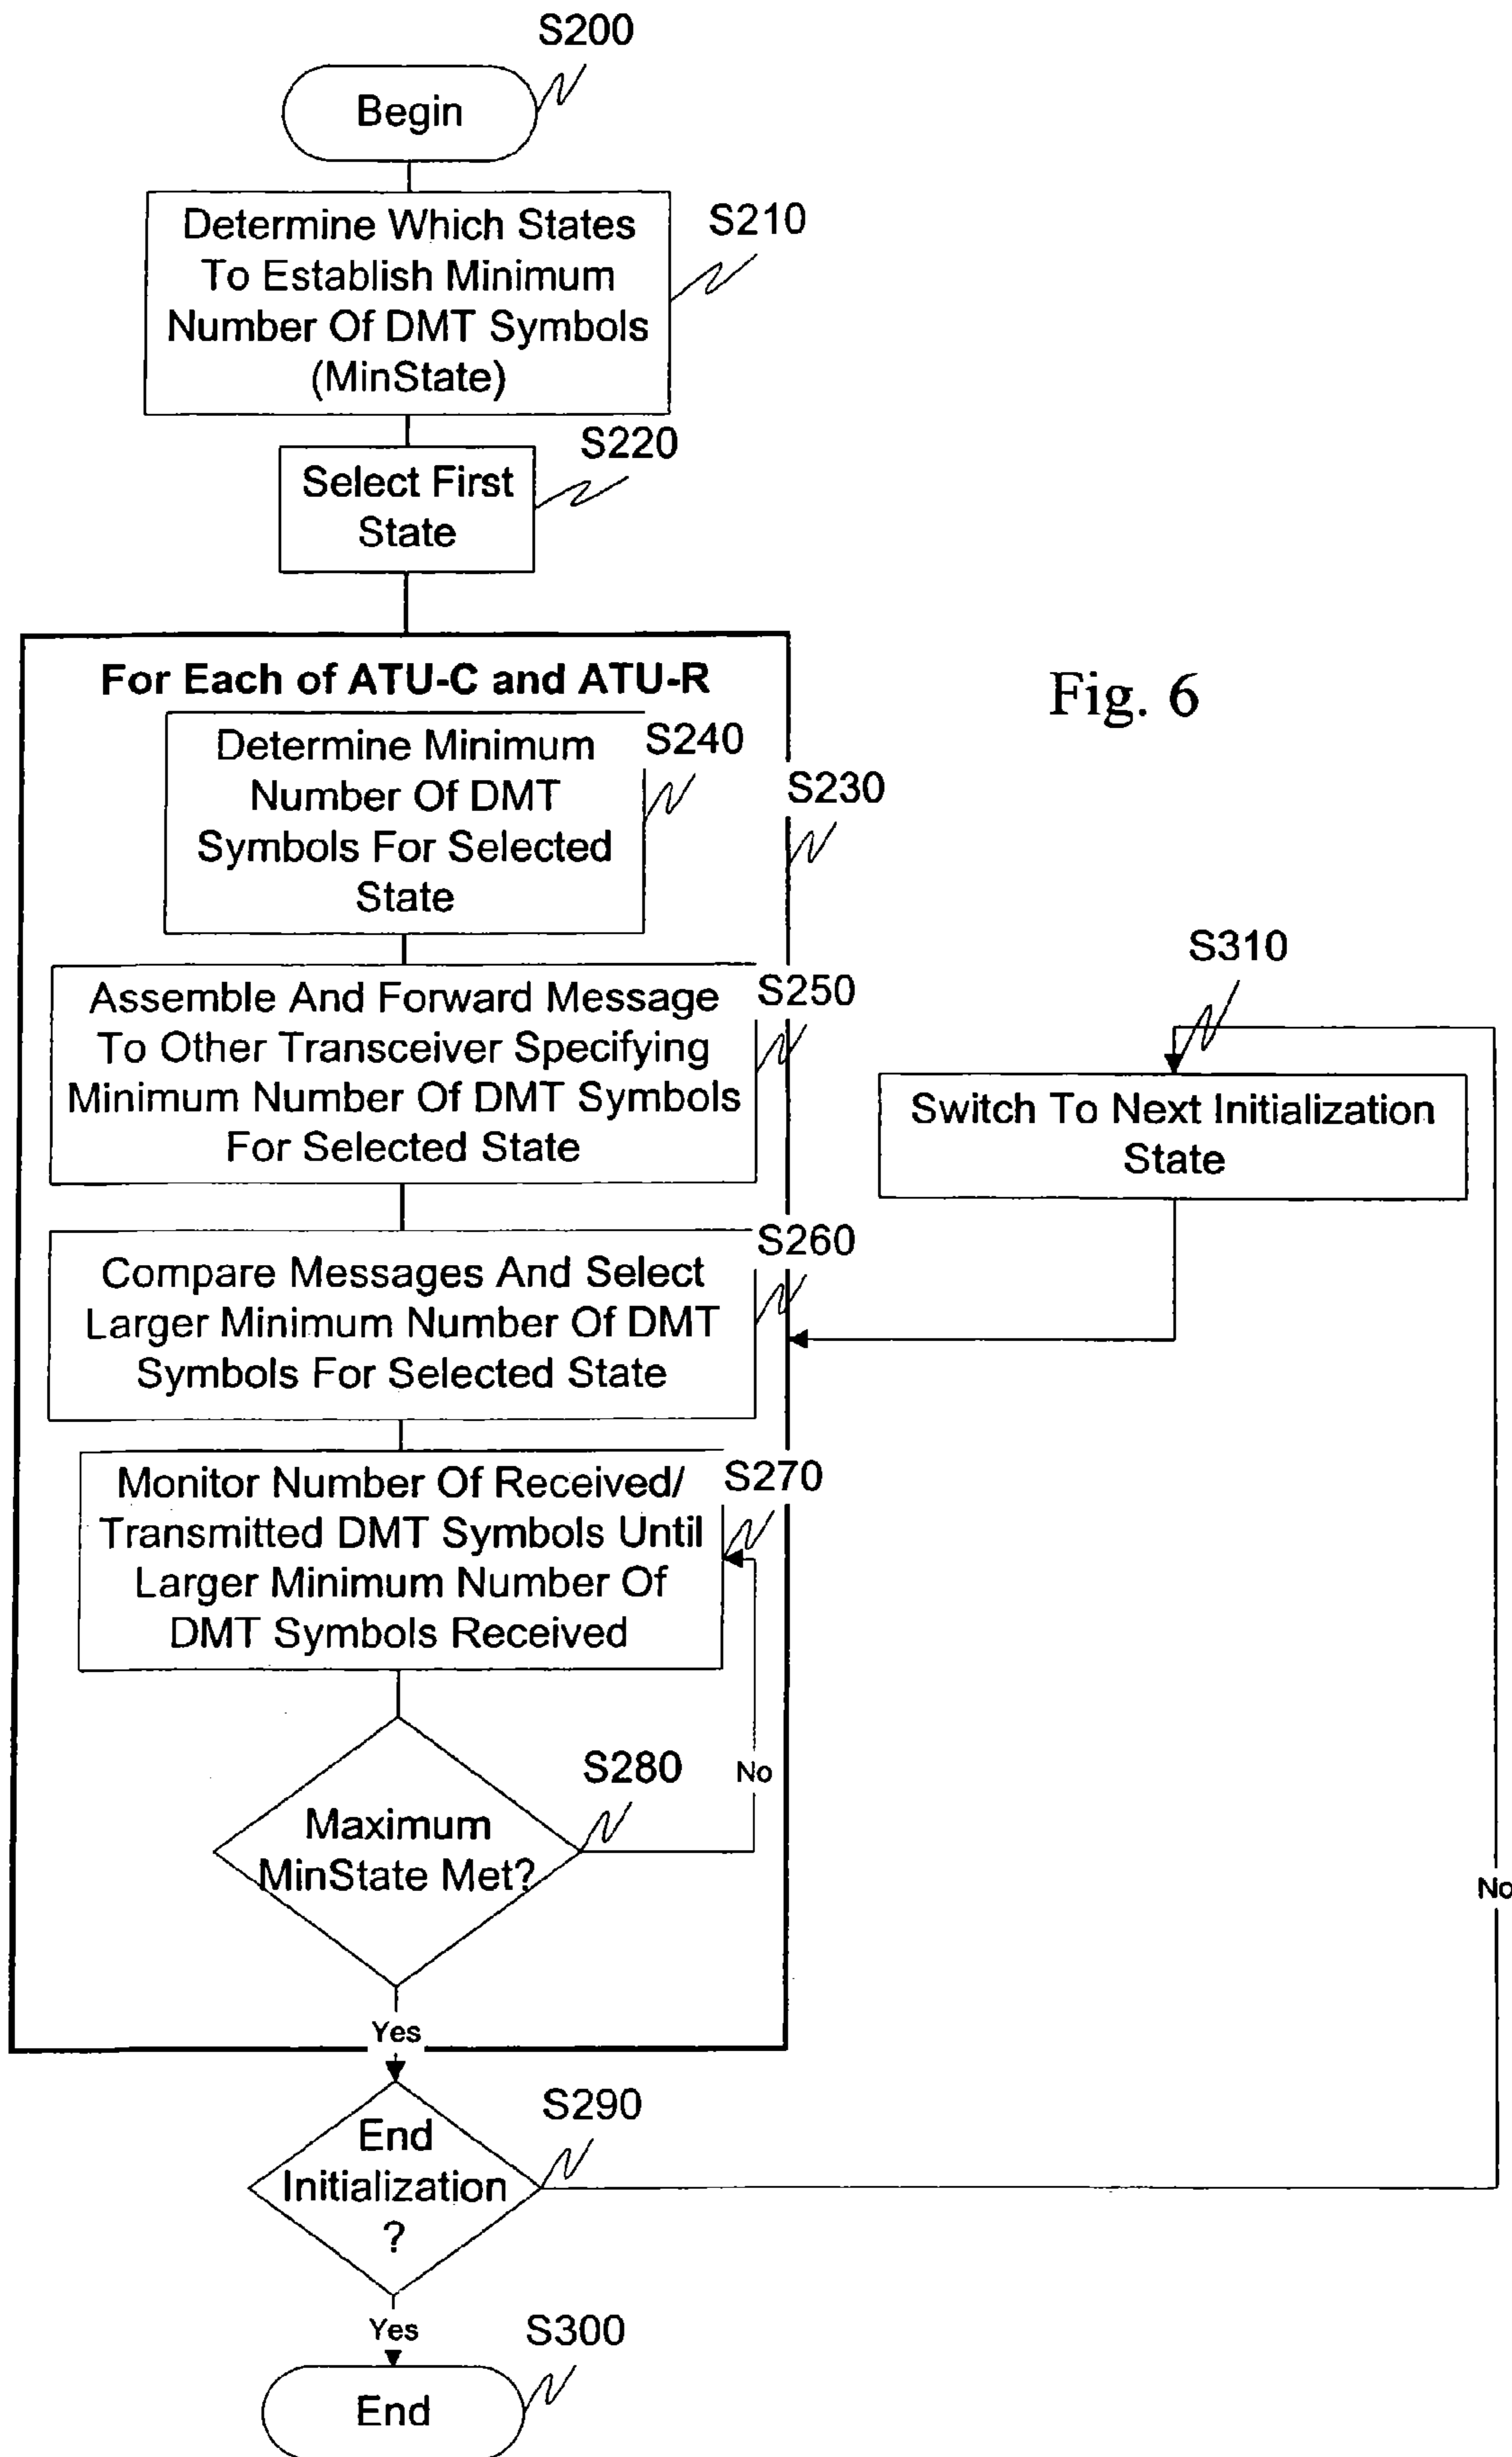 S200
Begin
Determine Which States
To Establish Minimum
Number Of DMT Symbols
(MinState)
S210
Select First
State
S220
For Each of ATU-C and ATU-R
Fig. 6
S230
Determine Minimum
Number Of DMT
Symbols For Selected
State
S240
Assemble And Forward Message
To Other Transceiver Specifying
Minimum Number Of DMT Symbols
For Selected State
S250
S310
Switch To Next Initialization
State
Compare Messages And Select
Larger Minimum Number Of DMT
Symbols For Selected State
S260
Monitor Number Of Received/
Transmitted DMT Symbols Until
Larger Minimum Number Of
DMT Symbols Received
S270
Maximum
MinState Met?
S280
No
No
Yes
End
Initialization
?
S290
Yes
S300
End